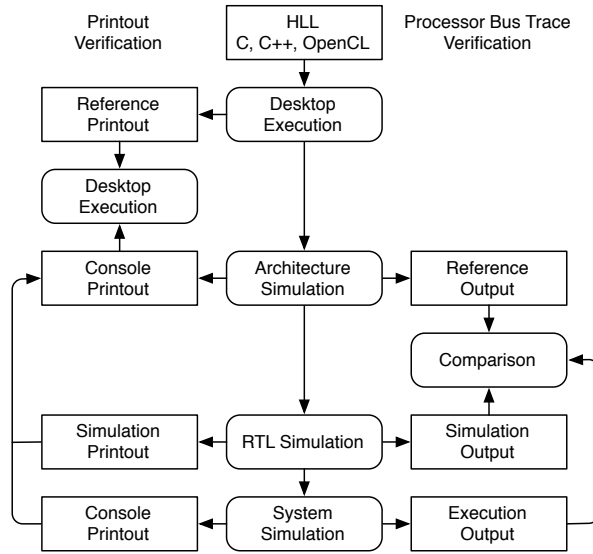 Printout
Verification
HLL
C, C++, OpenCL
Processor Bus Trace
Verification
Reference
Printout
Desktop
Execution
Desktop
Execution
Console
Printout
Architecture
Simulation
Reference
Output
Comparison
Simulation
Printout
RTL Simulation
Simulation
Output
Console
Printout
System
Simulation
Execution
Output